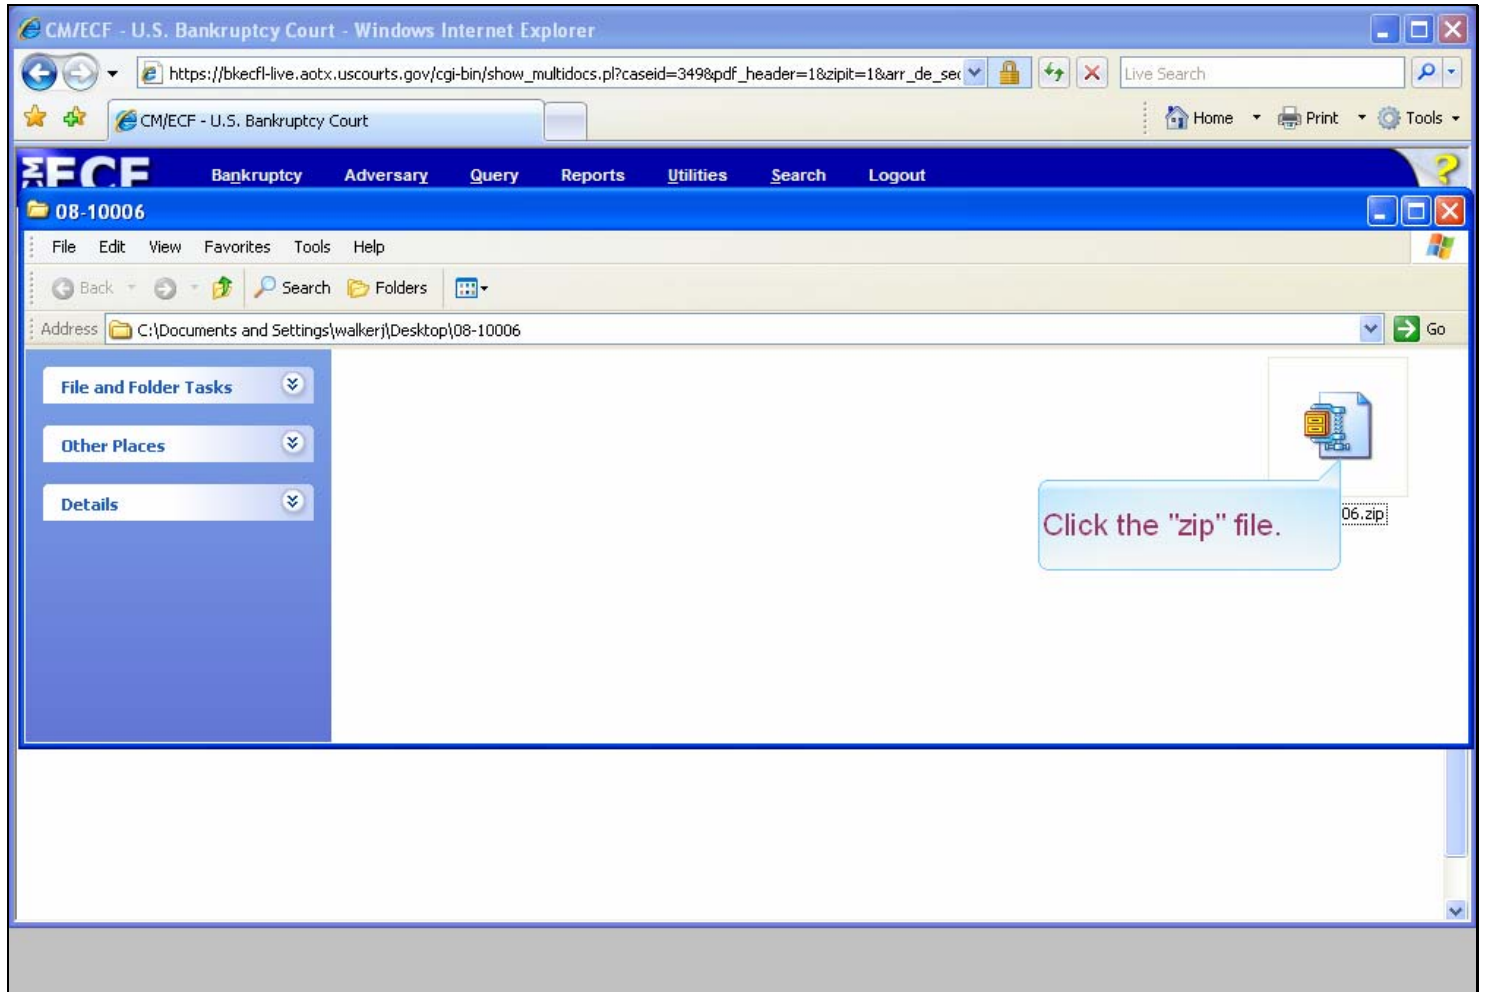 CM/ECF - U.S. Bankruptcy Court - Windows Internet Explorer
https://bkecfl-live.aotx.uscourts.gov/cgi-bin/show_multidocs.pl?caseid=349&pdf_header=1&zipit=1&arr_de_sec
Live Search
CM/ECF - U.S. Bankruptcy Court
Home Print Tools
ECF Bankruptcy Adversary Query Reports Utilities Search Logout ?
08-10006
File Edit View Favorites Tools Help
Back Search Folders
Address C:\Documents and Settings\walkerj\Desktop\08-10006 Go
File and Folder Tasks
Other Places
Details
06.zip
Click the "zip" file.